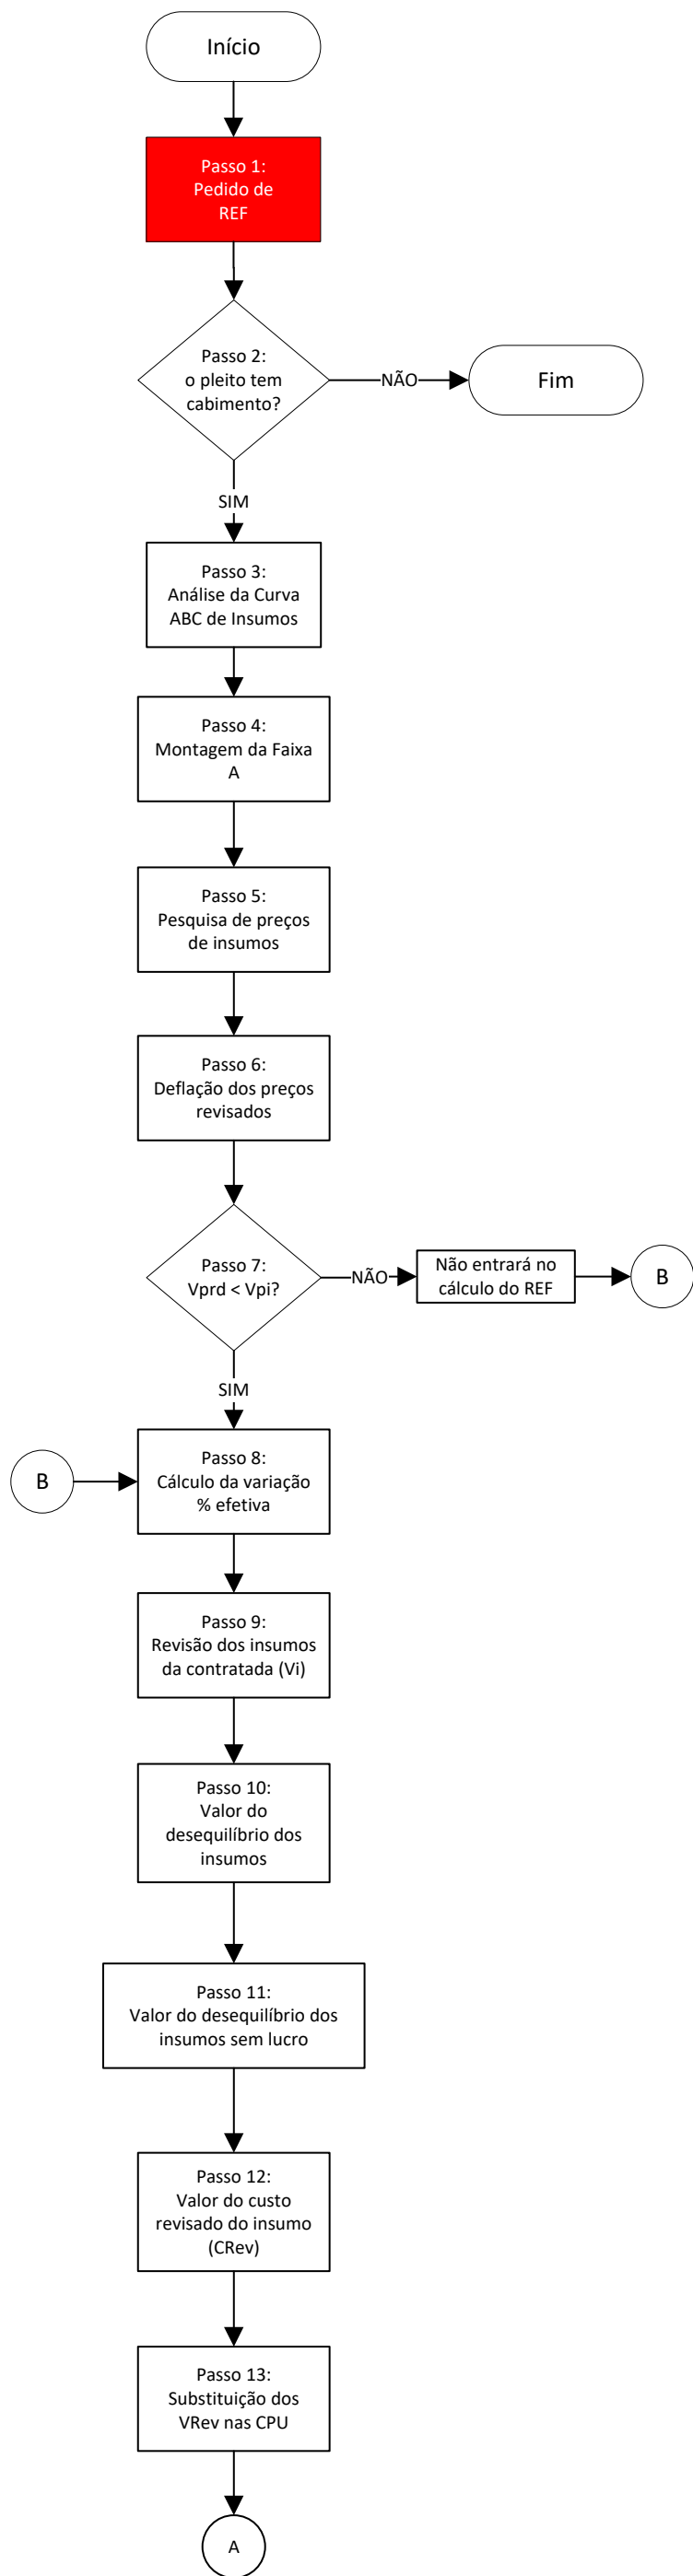 Início
Passo 1:
Pedido de
REF
Passo 2:
o pleito tem
cabimento?
NÃO
Fim
SIM
Passo 3:
Análise da Curva
ABC de Insumos
Passo 4:
Montagem da Faixa
A
Passo 5:
Pesquisa de preços
de insumos
Passo 6:
Deflação dos preços
revisados
Passo 7:
Vprd < Vpi?
NÃO
Não entrará no
cálculo do REF
B
SIM
B
Passo 8:
Cálculo da variação
% efetiva
Passo 9:
Revisão dos insumos
da contratada (Vi)
Passo 10:
Valor do
desequilíbrio dos
insumos
Passo 11:
Valor do desequilíbrio dos
insumos sem lucro
Passo 12:
Valor do custo
revisado do insumo
(CRev)
Passo 13:
Substituição dos
VRev nas CPU
A